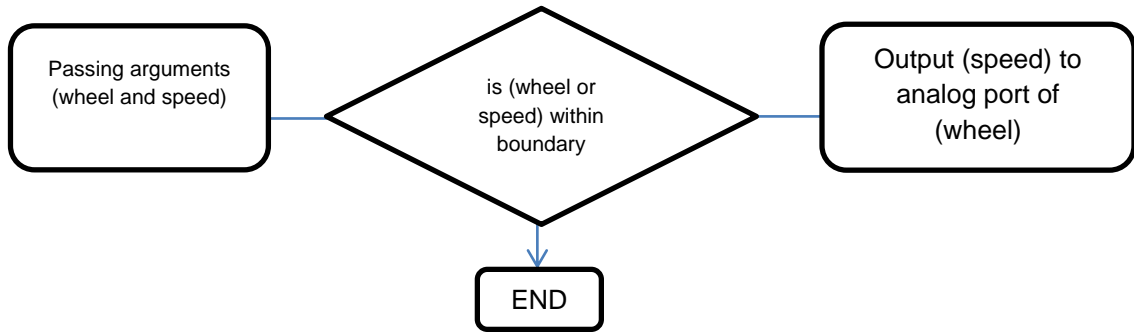 Passing arguments
(wheel and speed)
is (wheel or
speed) within
boundary
Output (speed) to
analog port of
(wheel)
END